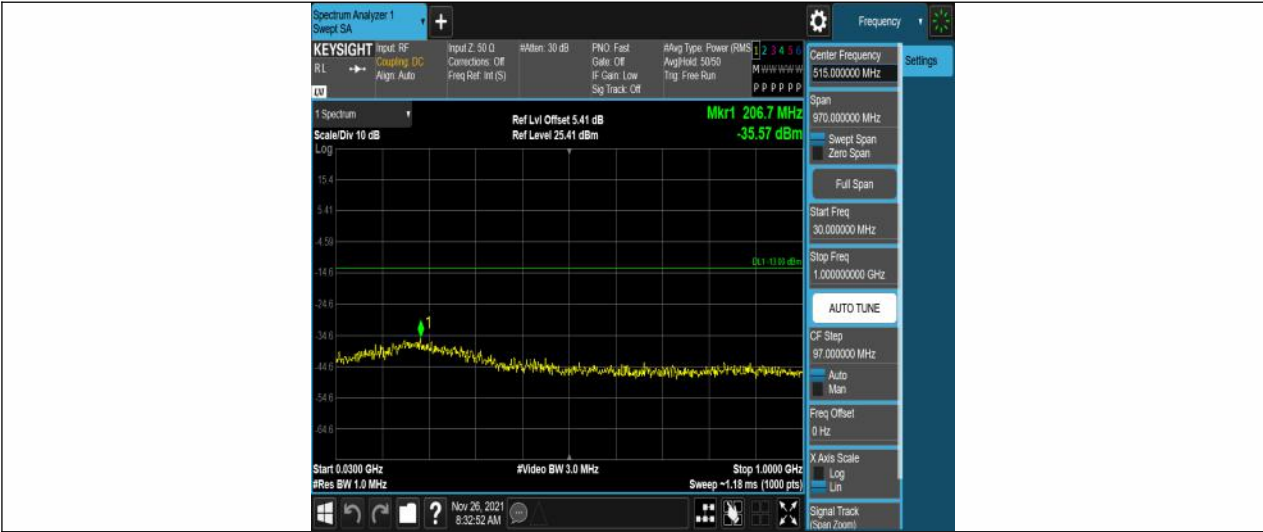 Spectrum Analyzer 1
Swept SA
Frequency
KEYSIGHT
RL
Input: RF
Coupling: DC
Align: Auto
Input Z: 50 Ω
Corrections: Off
Freq Ref: Int (S)
#Atten: 30 dB
PNO: Fast
Gate: Off
IF Gain: Low
Sig Track: Off
#Avg Type: Power (RMS
Avg|Hold: 50/50
Trig: Free Run
1 2 3 4 5 6
M W W W W W
P P P P P P
Center Frequency
515.000000 MHz
Settings
Span
970.000000 MHz
Swept Span
Zero Span
Full Span
Start Freq
30.000000 MHz
Stop Freq
1.000000000 GHz
AUTO TUNE
CF Step
97.000000 MHz
Auto
Man
Freq Offset
0 Hz
X Axis Scale
Log
Lin
Signal Track
(Span Zoom)
1 Spectrum
Scale/Div 10 dB
Log
Ref Lvl Offset 5.41 dB
Ref Level 25.41 dBm
Mkr1 206.7 MHz
-35.57 dBm
15.4
5.41
-4.59
DL1 -13.00 dBm
-14.6
-24.6
1
-34.6
-44.6
-54.6
-64.6
Start 0.0300 GHz
#Res BW 1.0 MHz
#Video BW 3.0 MHz
Stop 1.0000 GHz
Sweep ~1.18 ms (1000 pts)
?
Nov 26, 2021
8:32:52 AM